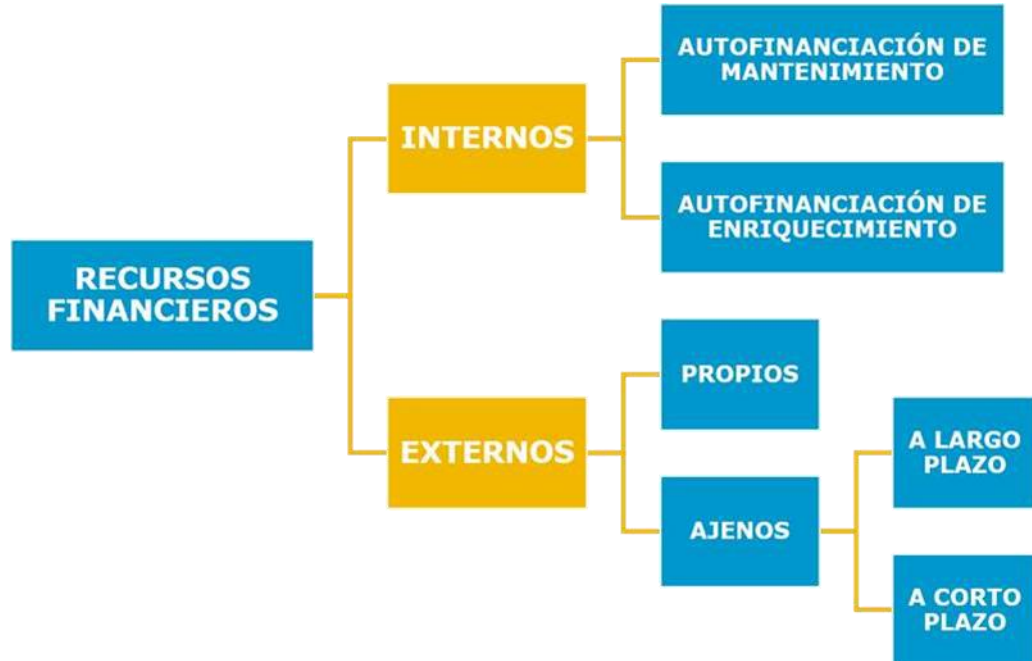 RECURSOS
FINANCIEROS
INTERNOS
AUTOFINANCIACIÓN DE
MANTENIMIENTO
AUTOFINANCIACIÓN DE
ENRIQUECIMIENTO
EXTERNOS
PROPIOS
AJENOS
A LARGO
PLAZO
A CORTO
PLAZO